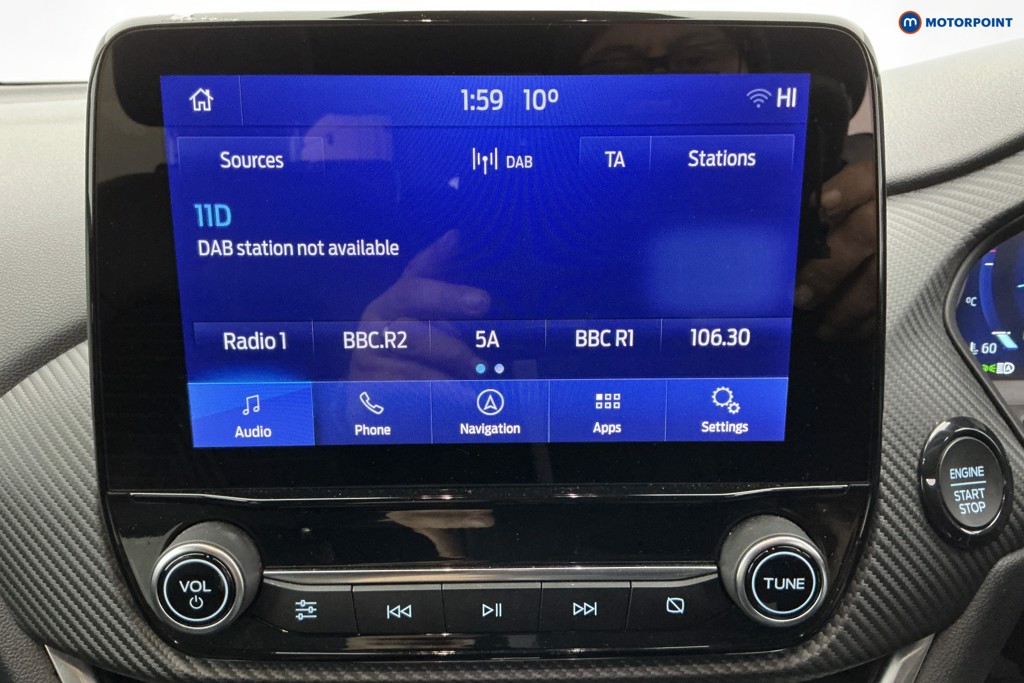 MOTORPOINT
1:59 10° HI
Sources DAB TA Stations
11D
DAB station not available
Radio 1 BBC.R2 5A BBC R1 106.30
Audio Phone Navigation Apps Settings
°C
60
ENGINE
START
STOP
VOL
TUNE